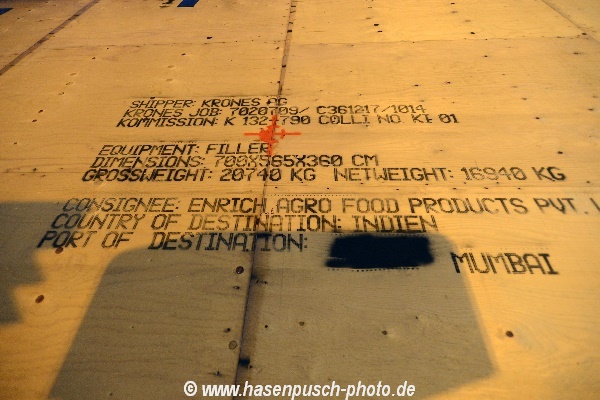 SHIPPER: KRONES AG
KRONES JOB: 7020T09/ C361217/1014
KOMMISSION: K 132 T90 COLLI NO. KE 01
EQUIPMENT: FILLER
DIMENSIONS: 700X565X360 CM
GROSSWEIGHT: 20740 KG NETWEIGHT: 16940 KG
CONSIGNEE: ENRICH AGRO FOOD PRODUCTS PVT.
COUNTRY OF DESTINATION: INDIEN
PORT OF DESTINATION:
MUMBAI
© www.hasenpusch-photo.de